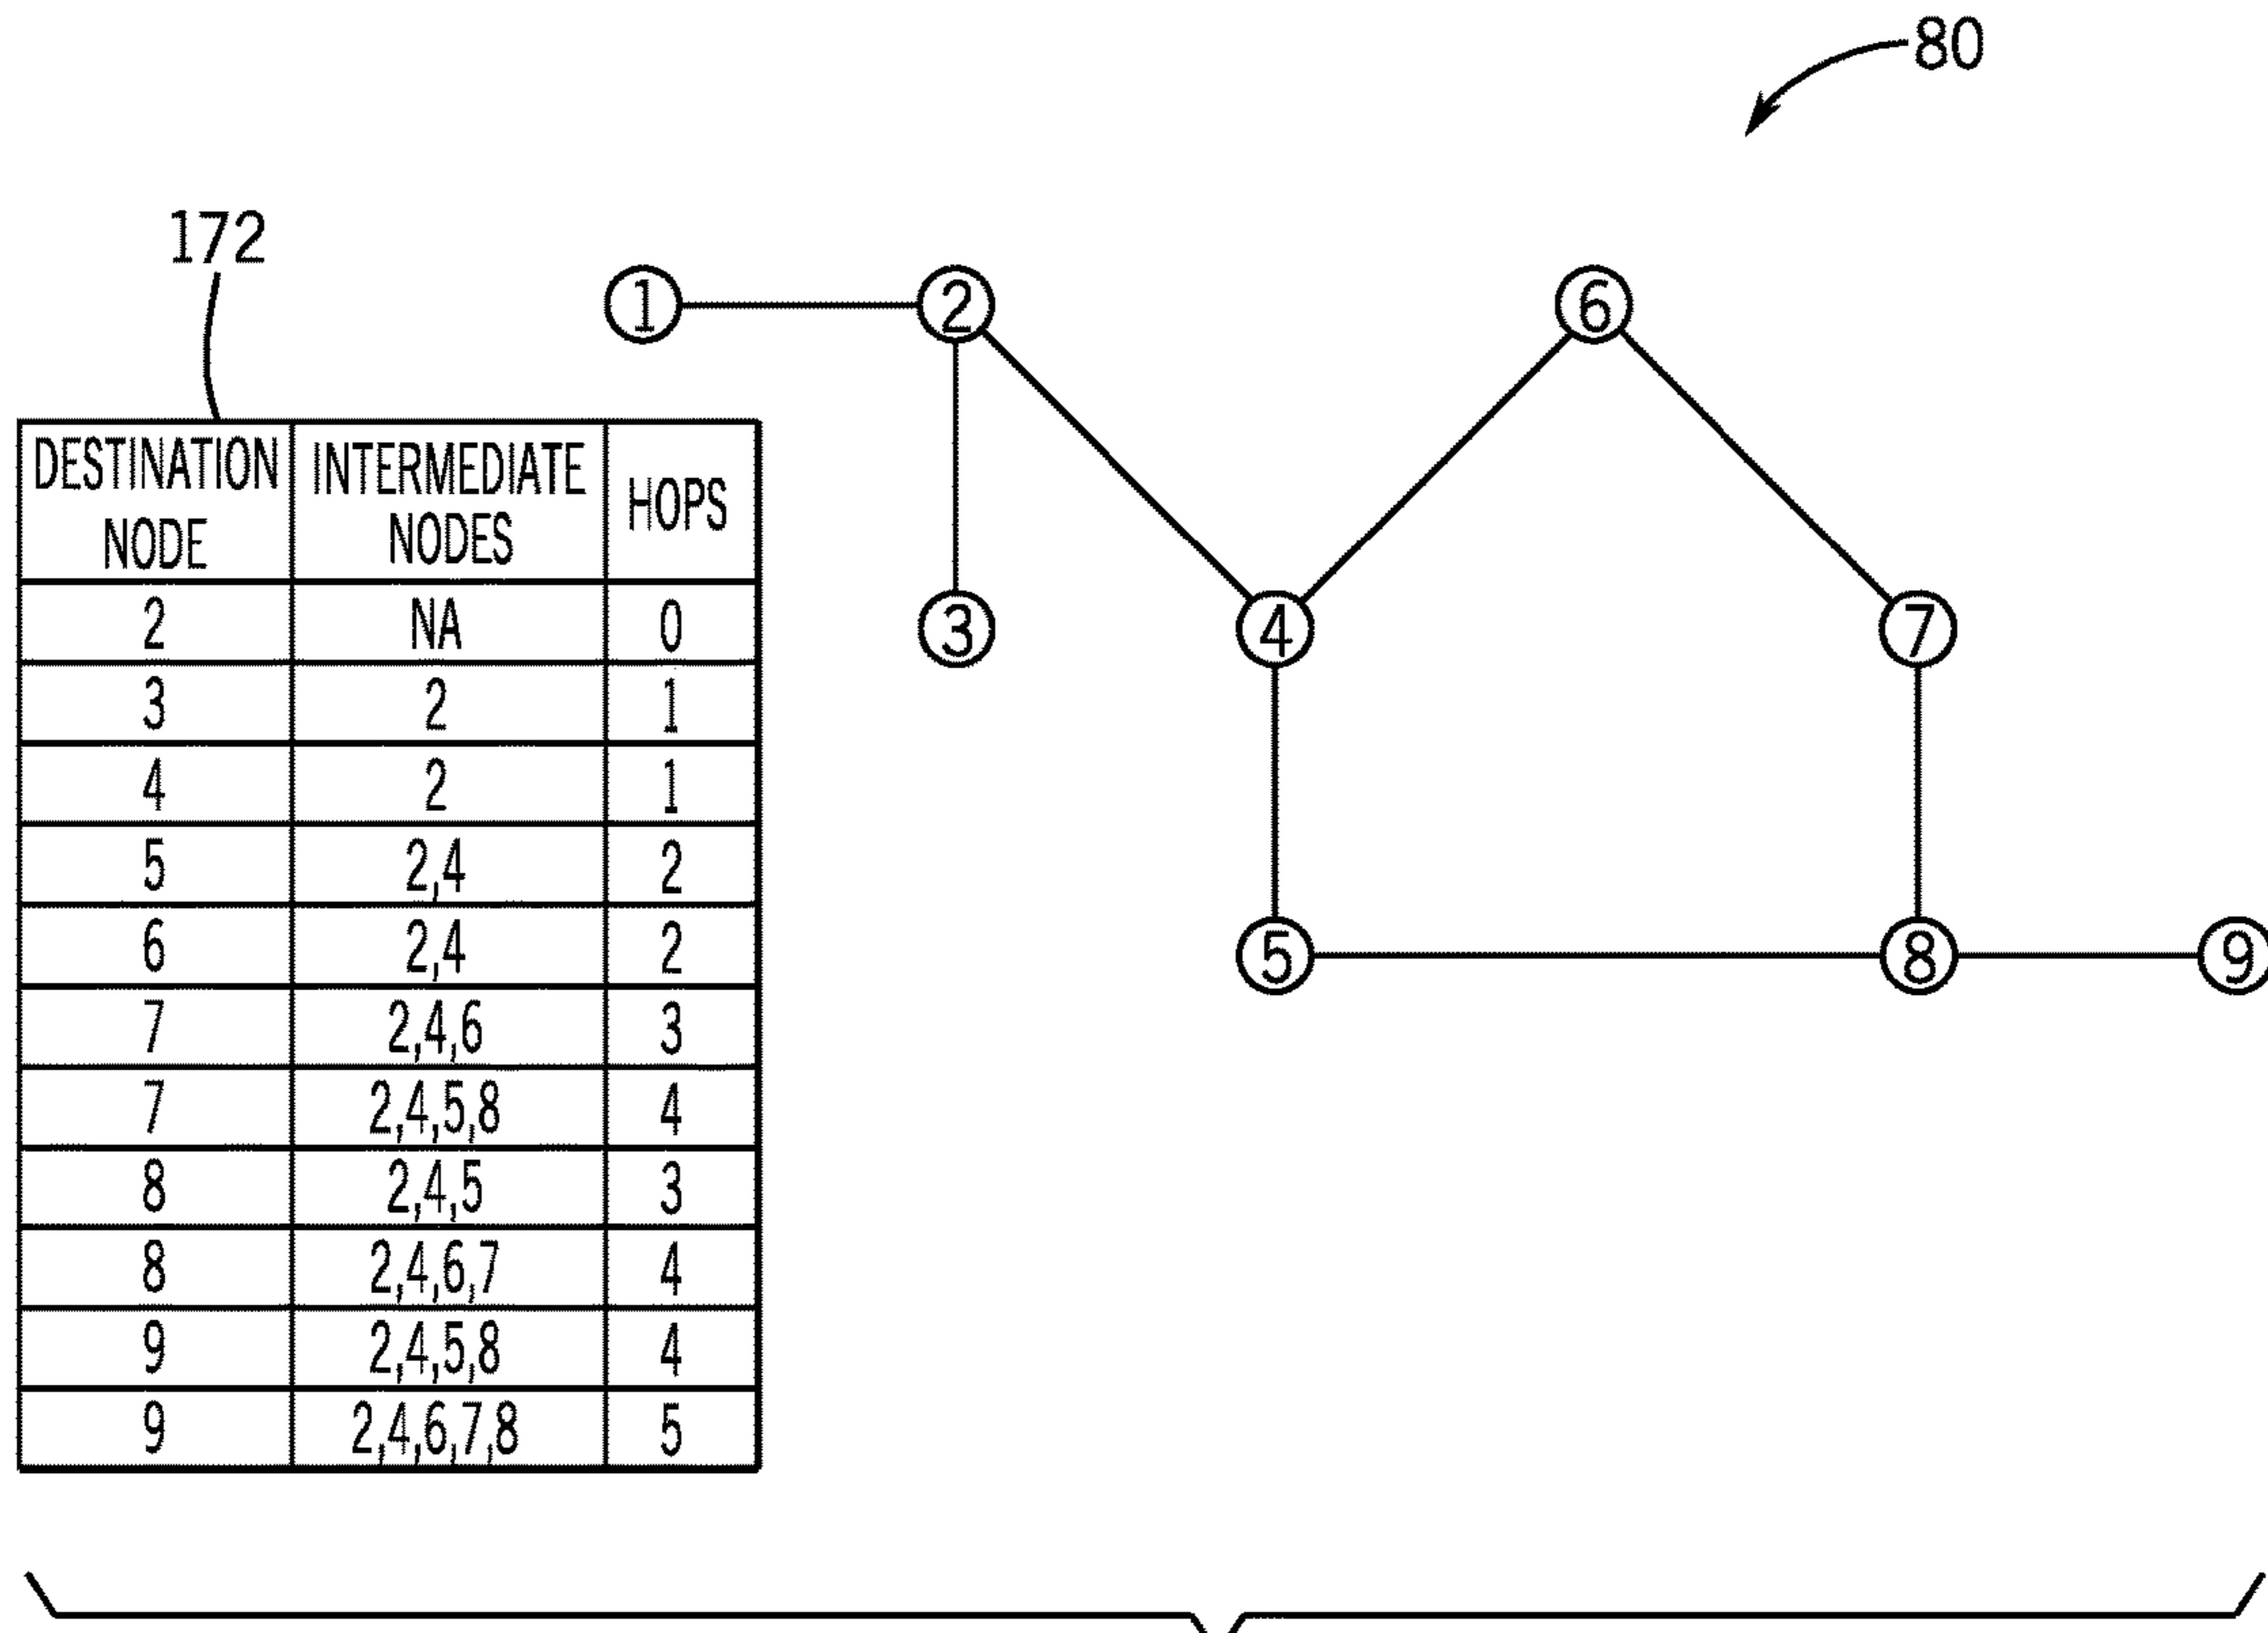 80
172
1 2 6
3 4 7
5 8 9
DESTINATION NODE INTERMEDIATE NODES HOPS
2 NA 0
3 2 1
4 2 1
5 2,4 2
6 2,4 2
7 2,4,6 3
7 2,4,5,8 4
8 2,4,5 3
8 2,4,6,7 4
9 2,4,5,8 4
9 2,4,6,7,8 5